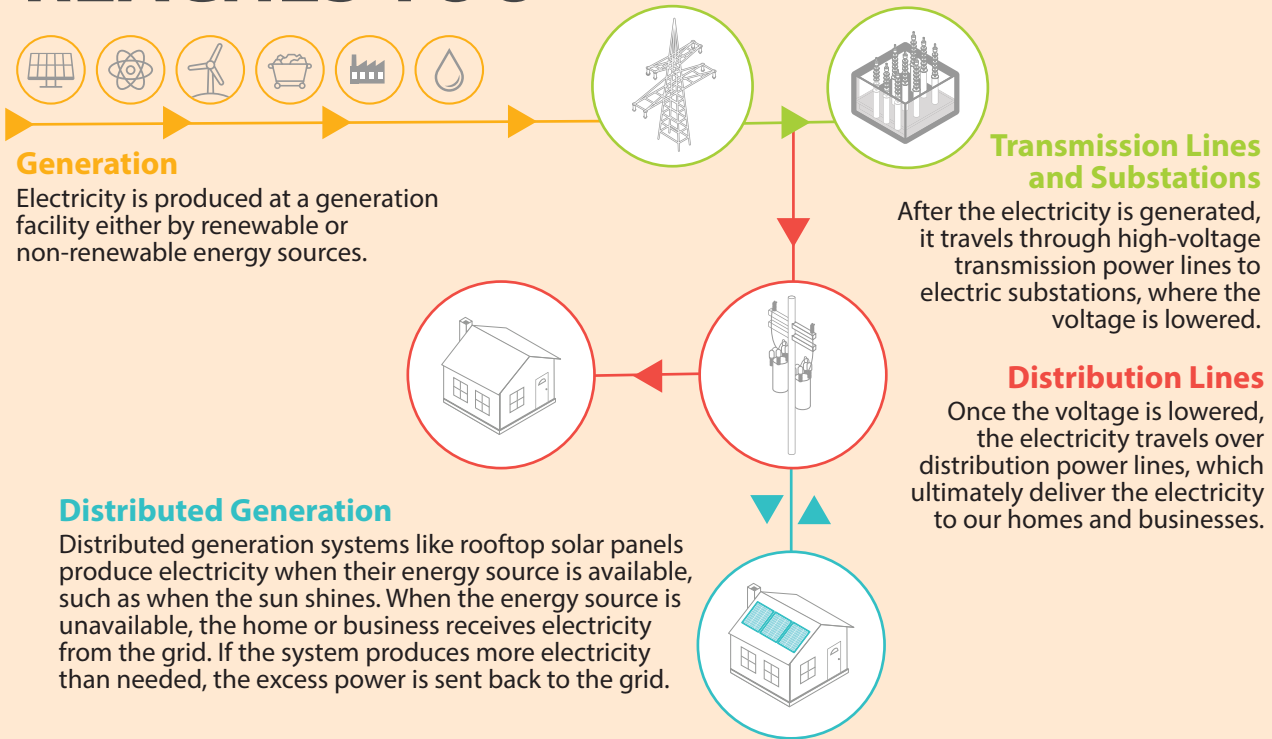 Generation
Electricity is produced at a generation
facility either by renewable or
non-renewable energy sources.
Transmission Lines
and Substations
After the electricity is generated,
it travels through high-voltage
transmission power lines to
electric substations, where the
voltage is lowered.
Distribution Lines
Once the voltage is lowered,
the electricity travels over
distribution power lines, which
ultimately deliver the electricity
to our homes and businesses.
Distributed Generation
Distributed generation systems like rooftop solar panels
produce electricity when their energy source is available,
such as when the sun shines. When the energy source is
unavailable, the home or business receives electricity
from the grid. If the system produces more electricity
than needed, the excess power is sent back to the grid.